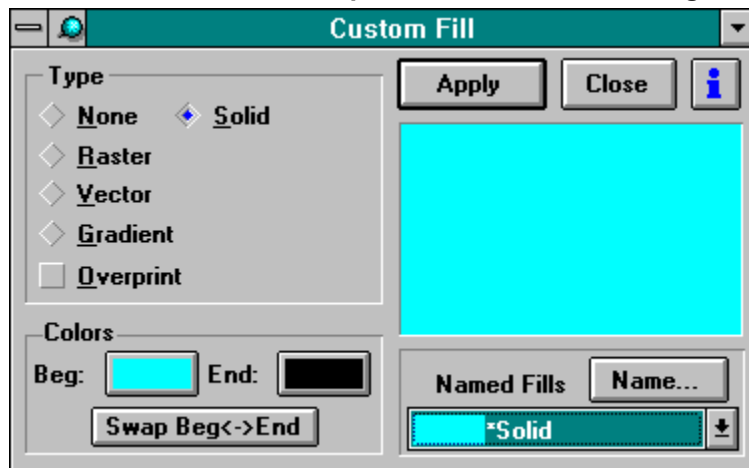 Custom Fill
Type
None Solid
Raster
Vector
Gradient
Overprint
Apply Close i
Colors
Beg: End:
Swap Beg<->End
Named Fills Name...
*Solid